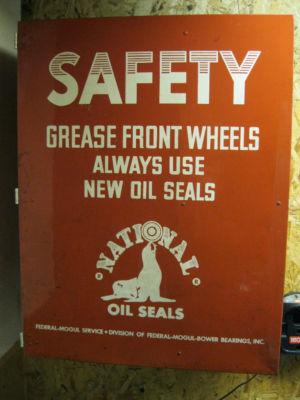 SAFETY
GREASE FRONT WHEELS
ALWAYS USE
NEW OIL SEALS
NATIONAL
® ®
OIL SEALS
FEDERAL-MOGUL SERVICE • DIVISION OF FEDERAL-MOGUL-BOWER BEARINGS, INC.